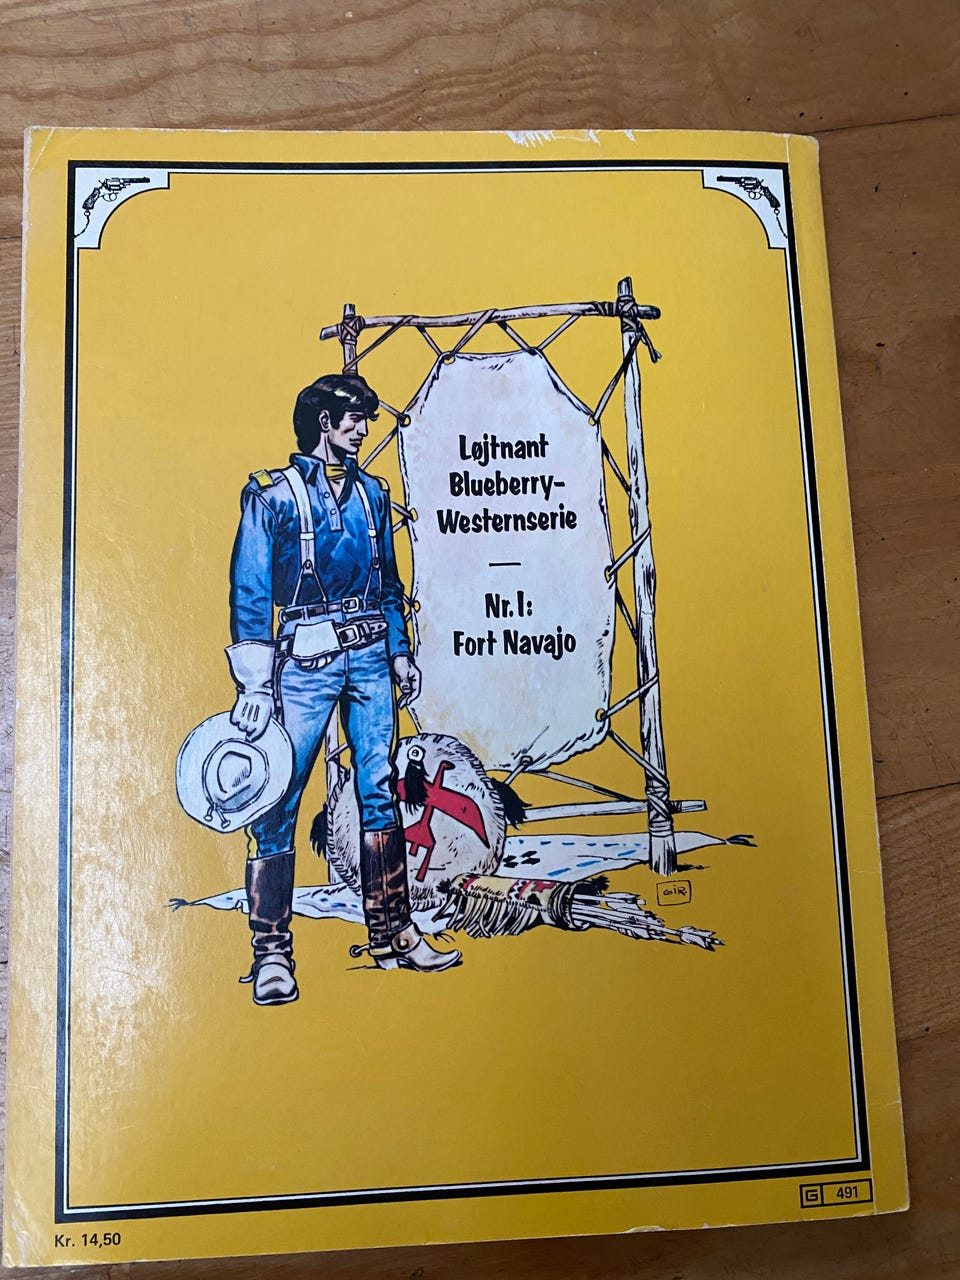 Løjtnant
Blueberry-
Westernserie
—
Nr. 1:
Fort Navajo
GIR
G 491
Kr. 14,50